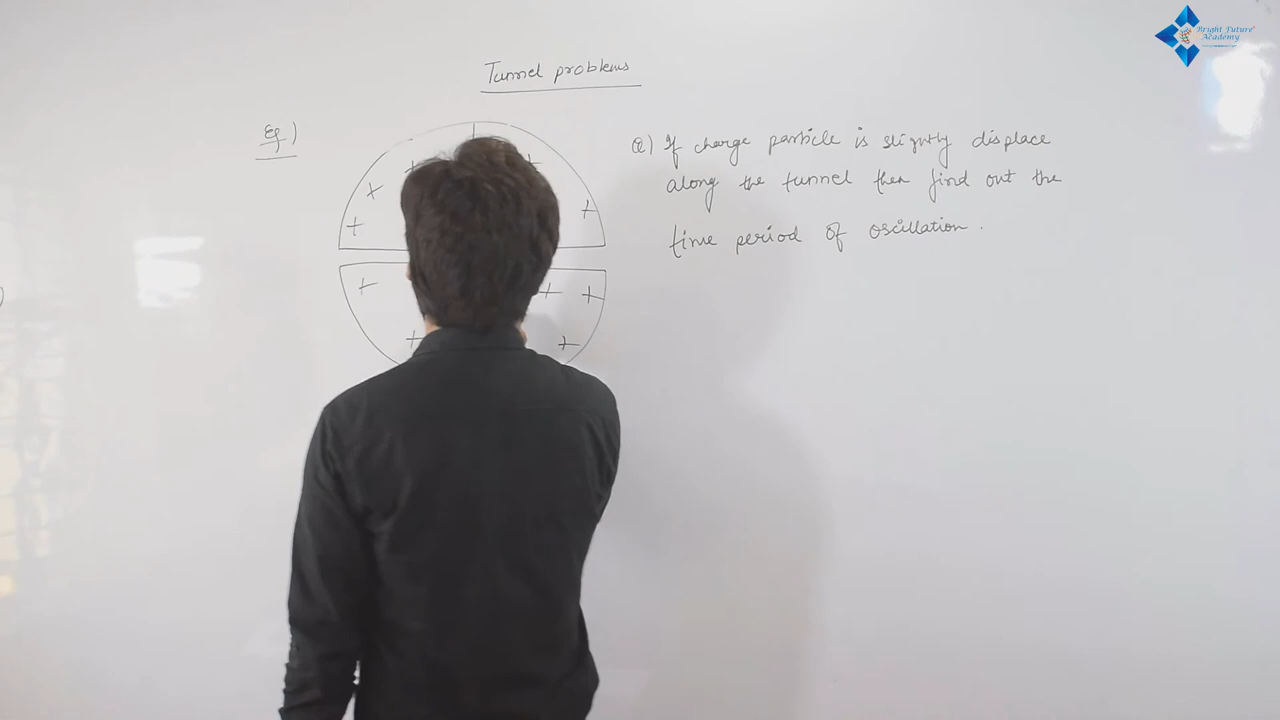 Bright Future
Academy
Tunnel problems
Eg)
Q) If charge particle is slightly displace
along the tunnel then find out the
time period of oscillation.